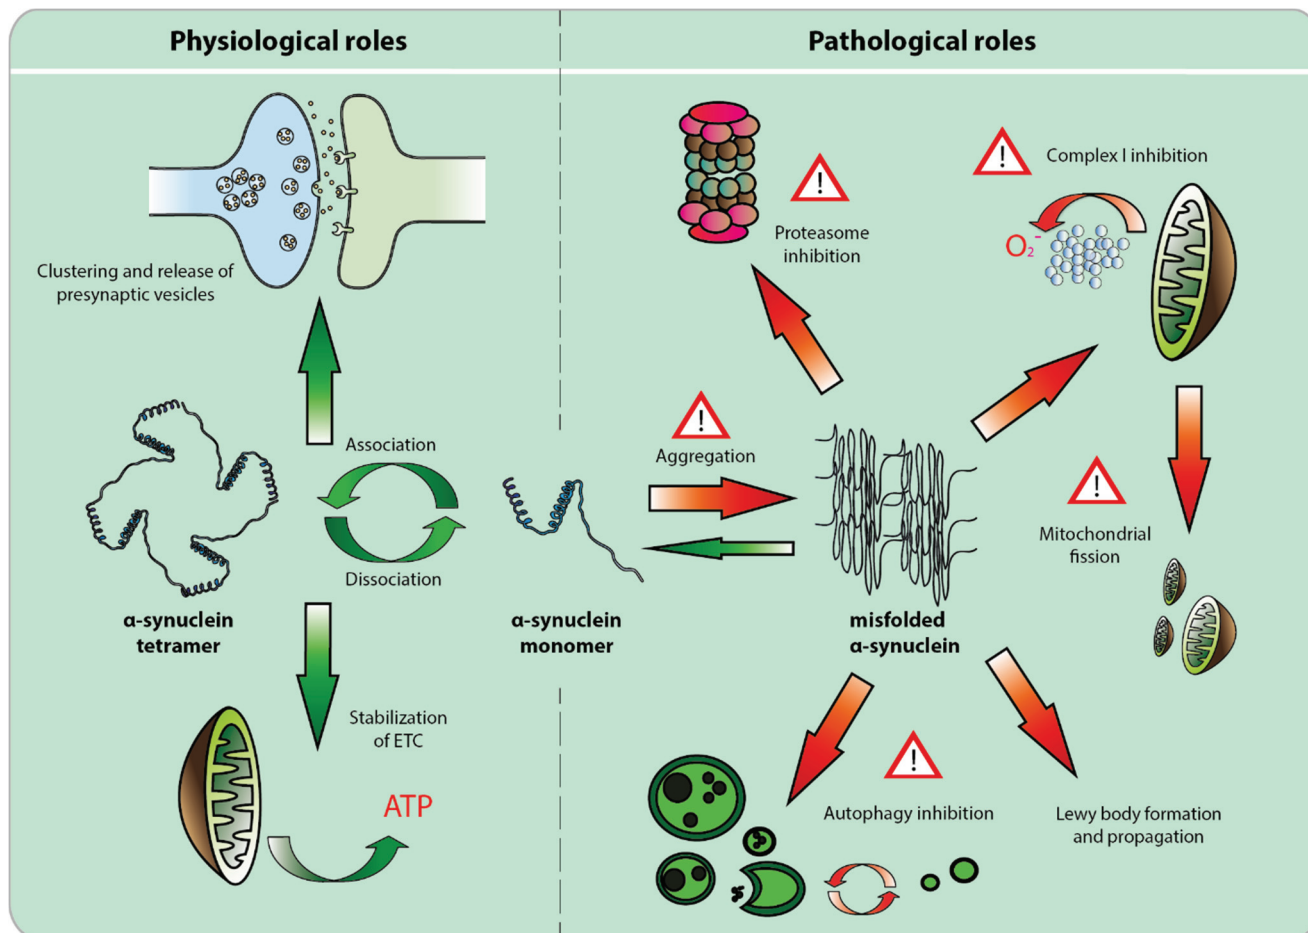 Physiological roles
Pathological roles
Clustering and release of
presynaptic vesicles
Proteasome
inhibition
Complex I inhibition
O₂⁻
Association
Dissociation
α-synuclein
tetramer
α-synuclein
monomer
!
Aggregation
misfolded
α-synuclein
!
!
!
Mitochondrial
fission
Stabilization
of ETC
ATP
!
Autophagy inhibition
Lewy body formation
and propagation